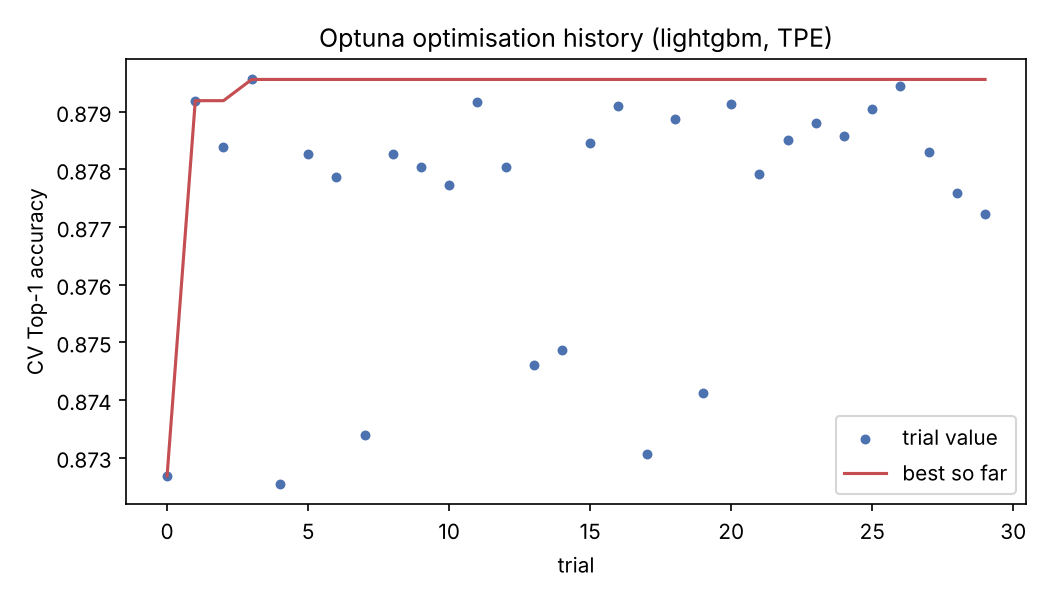 Optuna optimisation history (lightgbm, TPE)
CV Top-1 accuracy
0.879
0.878
0.877
0.876
0.875
0.874
0.873
trial value
best so far
0 5 10 15 20 25 30
trial